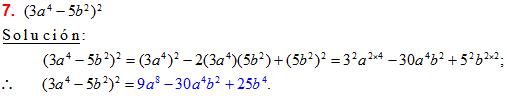 7. (3a⁴ – 5b²)²
Solución:
(3a⁴ – 5b²)² = (3a⁴)² – 2(3a⁴)(5b²) + (5b²)² = 3²a²ˣ⁴ – 30a⁴b² + 5²b²ˣ²;
∴ (3a⁴ – 5b²)² = 9a⁸ – 30a⁴b² + 25b⁴.